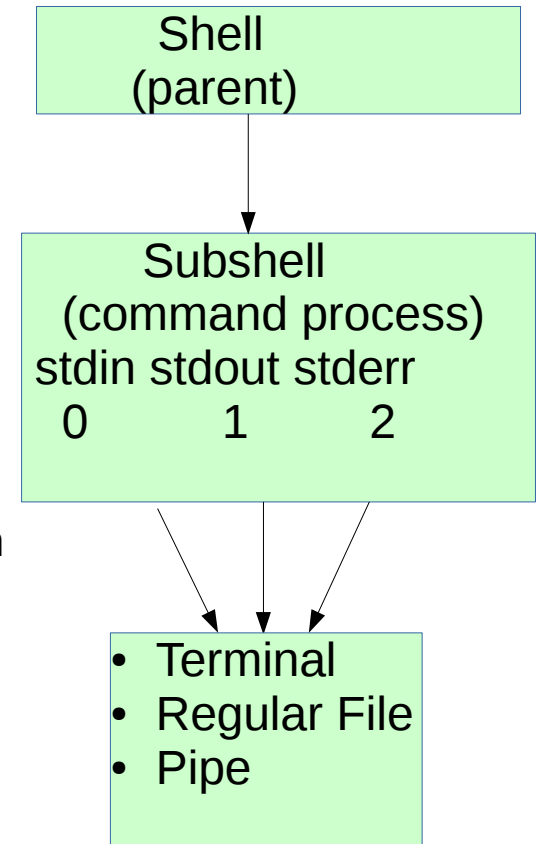 Shell
(parent)
Subshell
(command process)
stdin stdout stderr
0 1 2
• Terminal
• Regular File
• Pipe